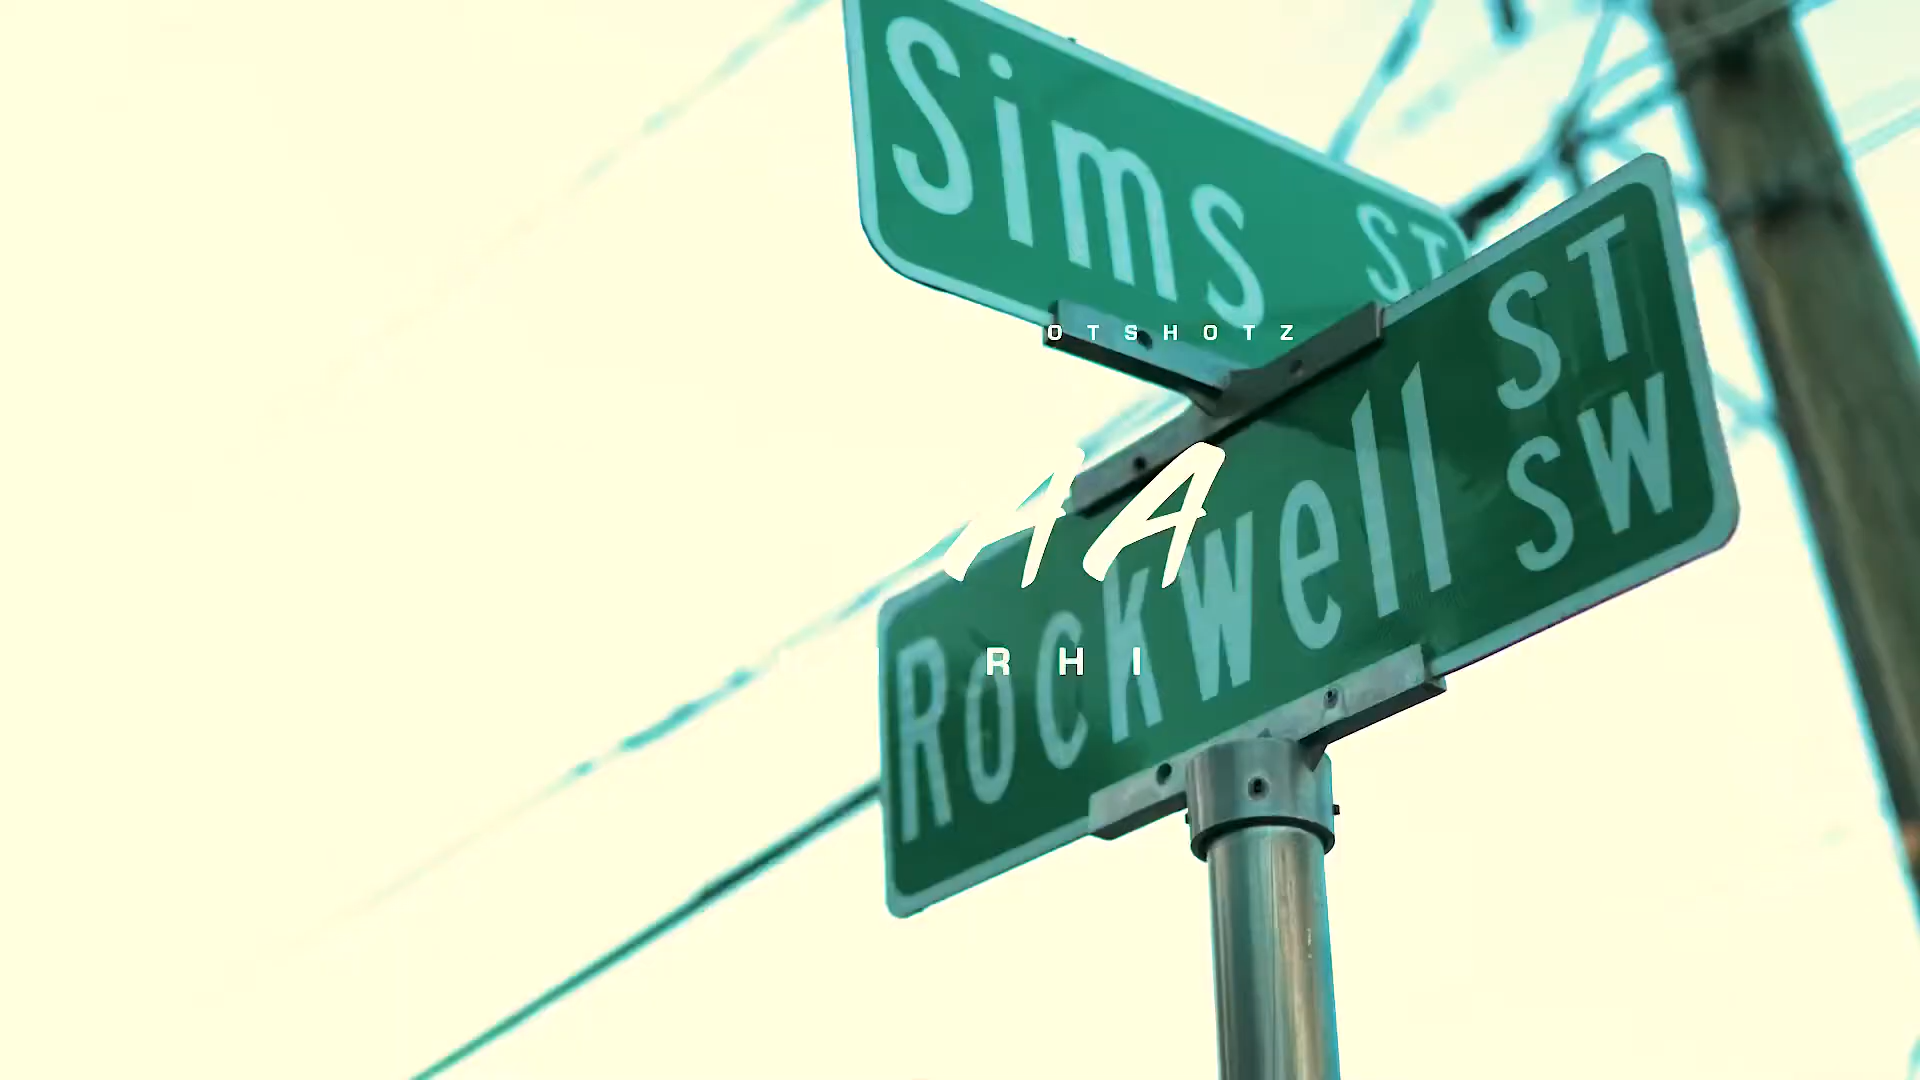 Sims ST
OTSHOTZ
Rockwell ST SW
AA
RHI